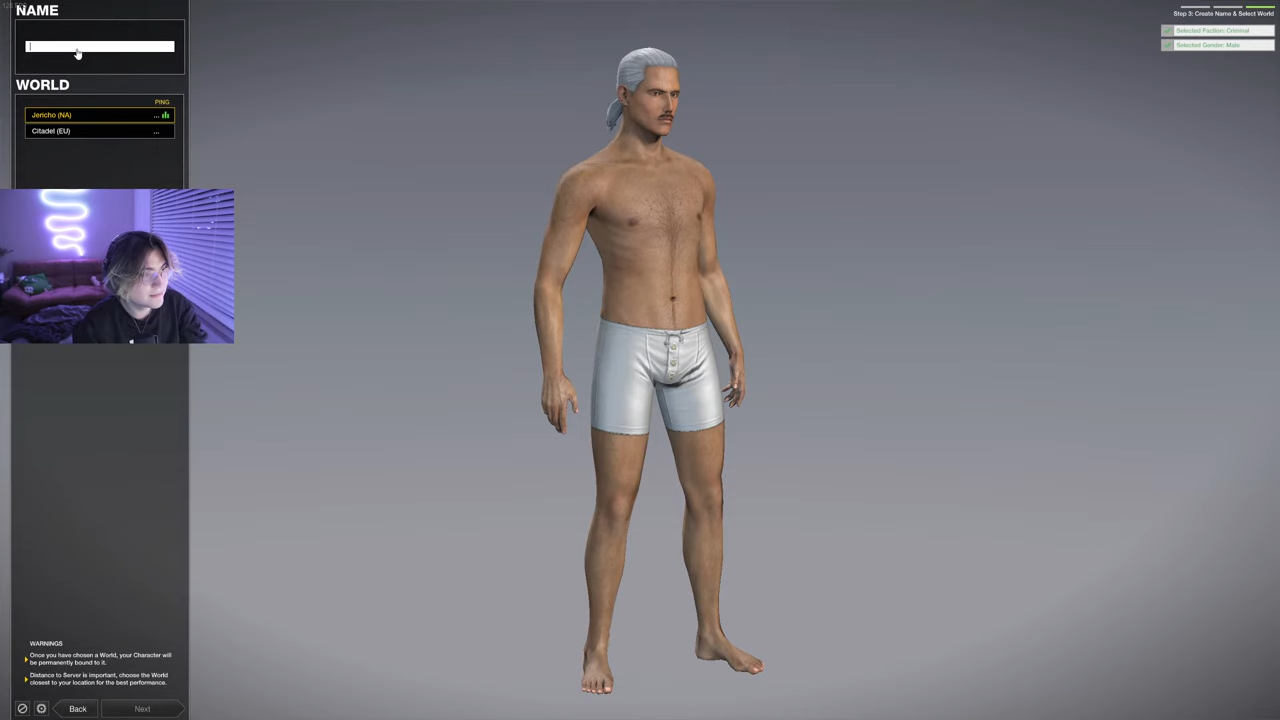 NAME
WORLD
PING
Jericho (NA) ...
Citadel (EU) ...
WARNINGS
Once you have chosen a World, your Character will
be permanently bound to it.
Distance to Server is important, choose the World
closest to your location for the best performance.
Back
Next
Step 3: Create Name & Select World
Selected Faction: Criminal
Selected Gender: Male